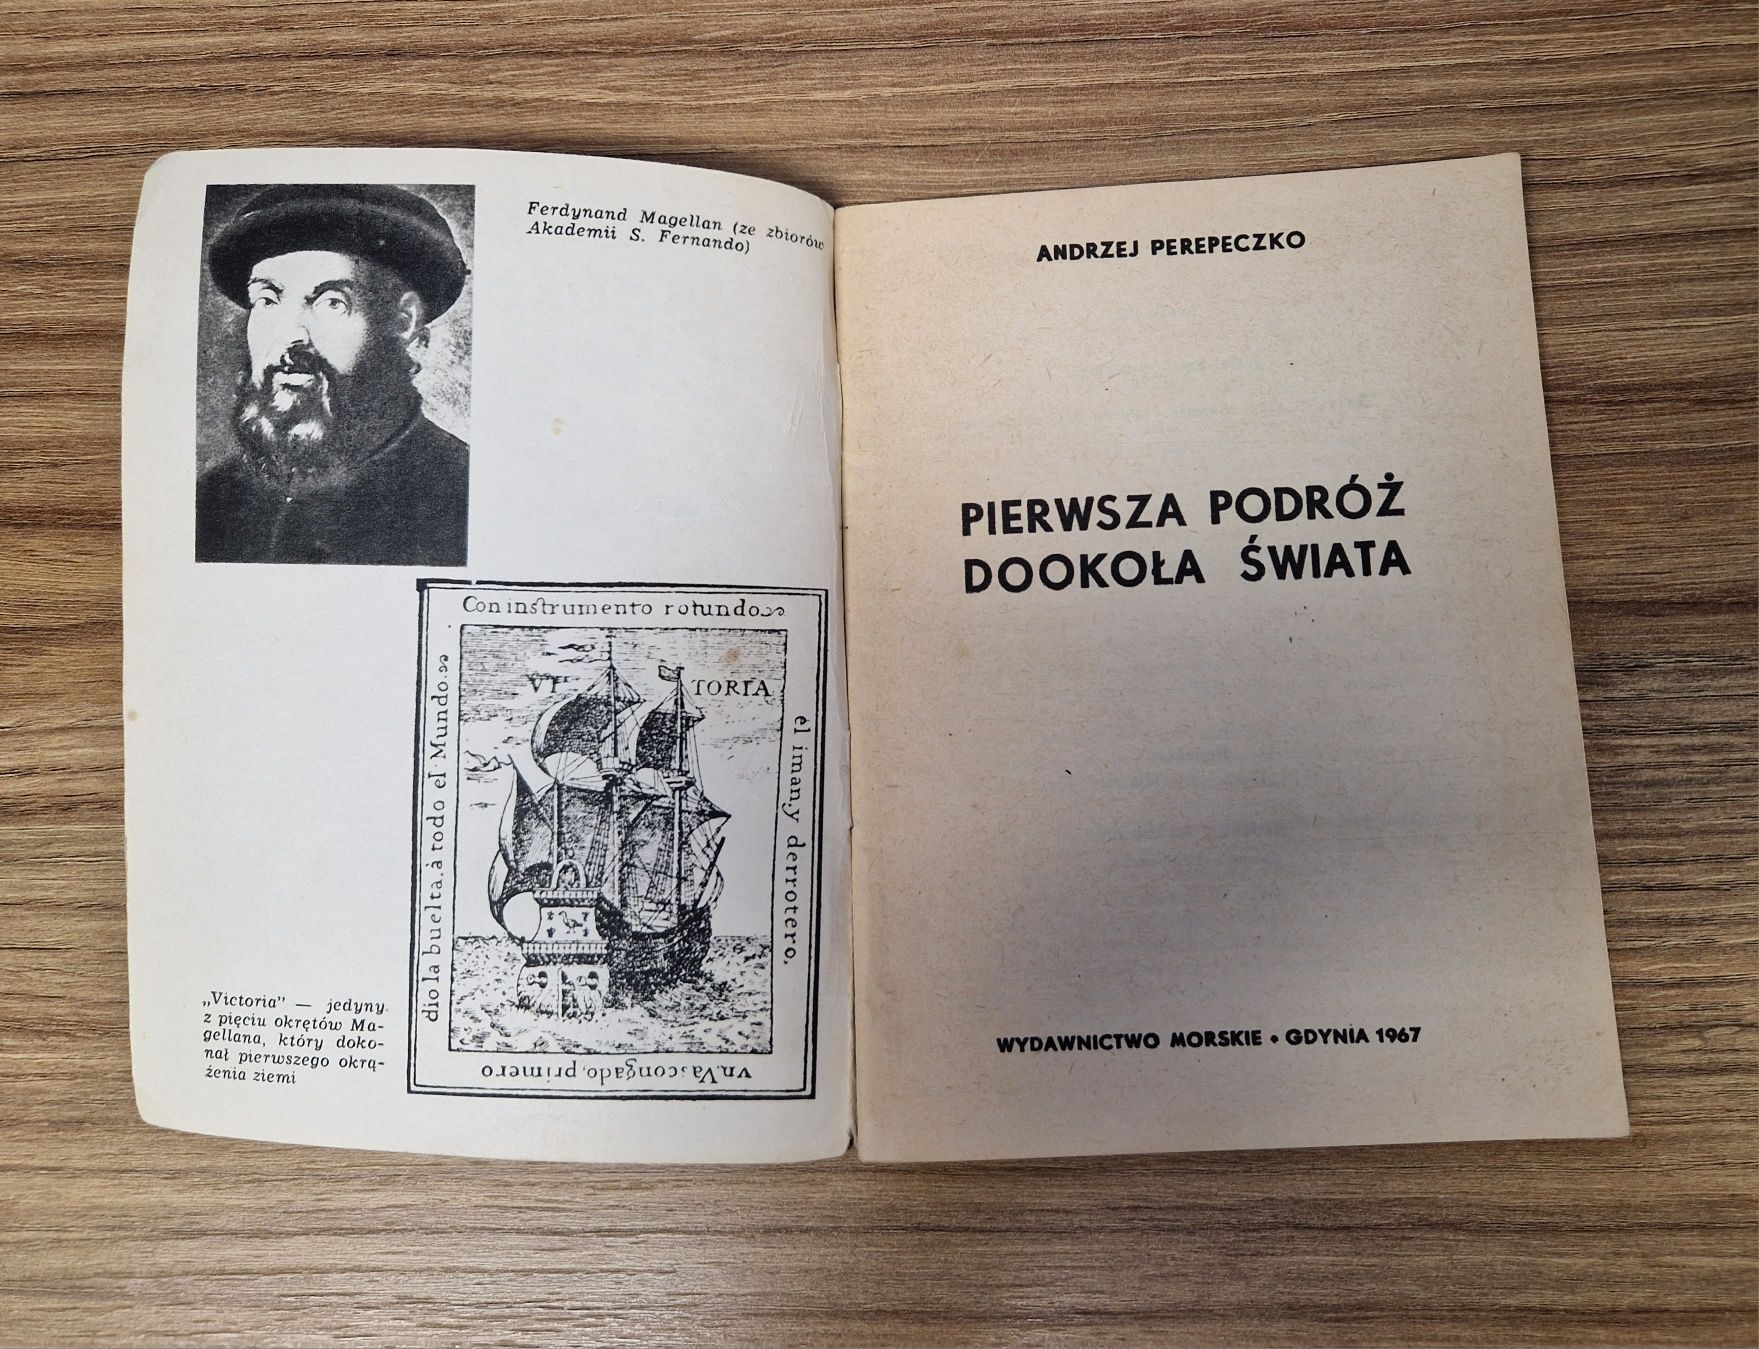 Ferdynand Magellan (ze zbiorów
Akademii S. Fernando)
Con instrumento rotundo
VI TORIA
el iman, y derrotero,
vn, Vascongado, primero
dio la buelta, à todo el Mundo
„Victoria” — jedyny
z pięciu okrętów Ma-
gellana, który doko-
nał pierwszego okrą-
żenia ziemi
ANDRZEJ PEREPECZKO
PIERWSZA PODRÓŻ
DOOKOŁA ŚWIATA
WYDAWNICTWO MORSKIE • GDYNIA 1967